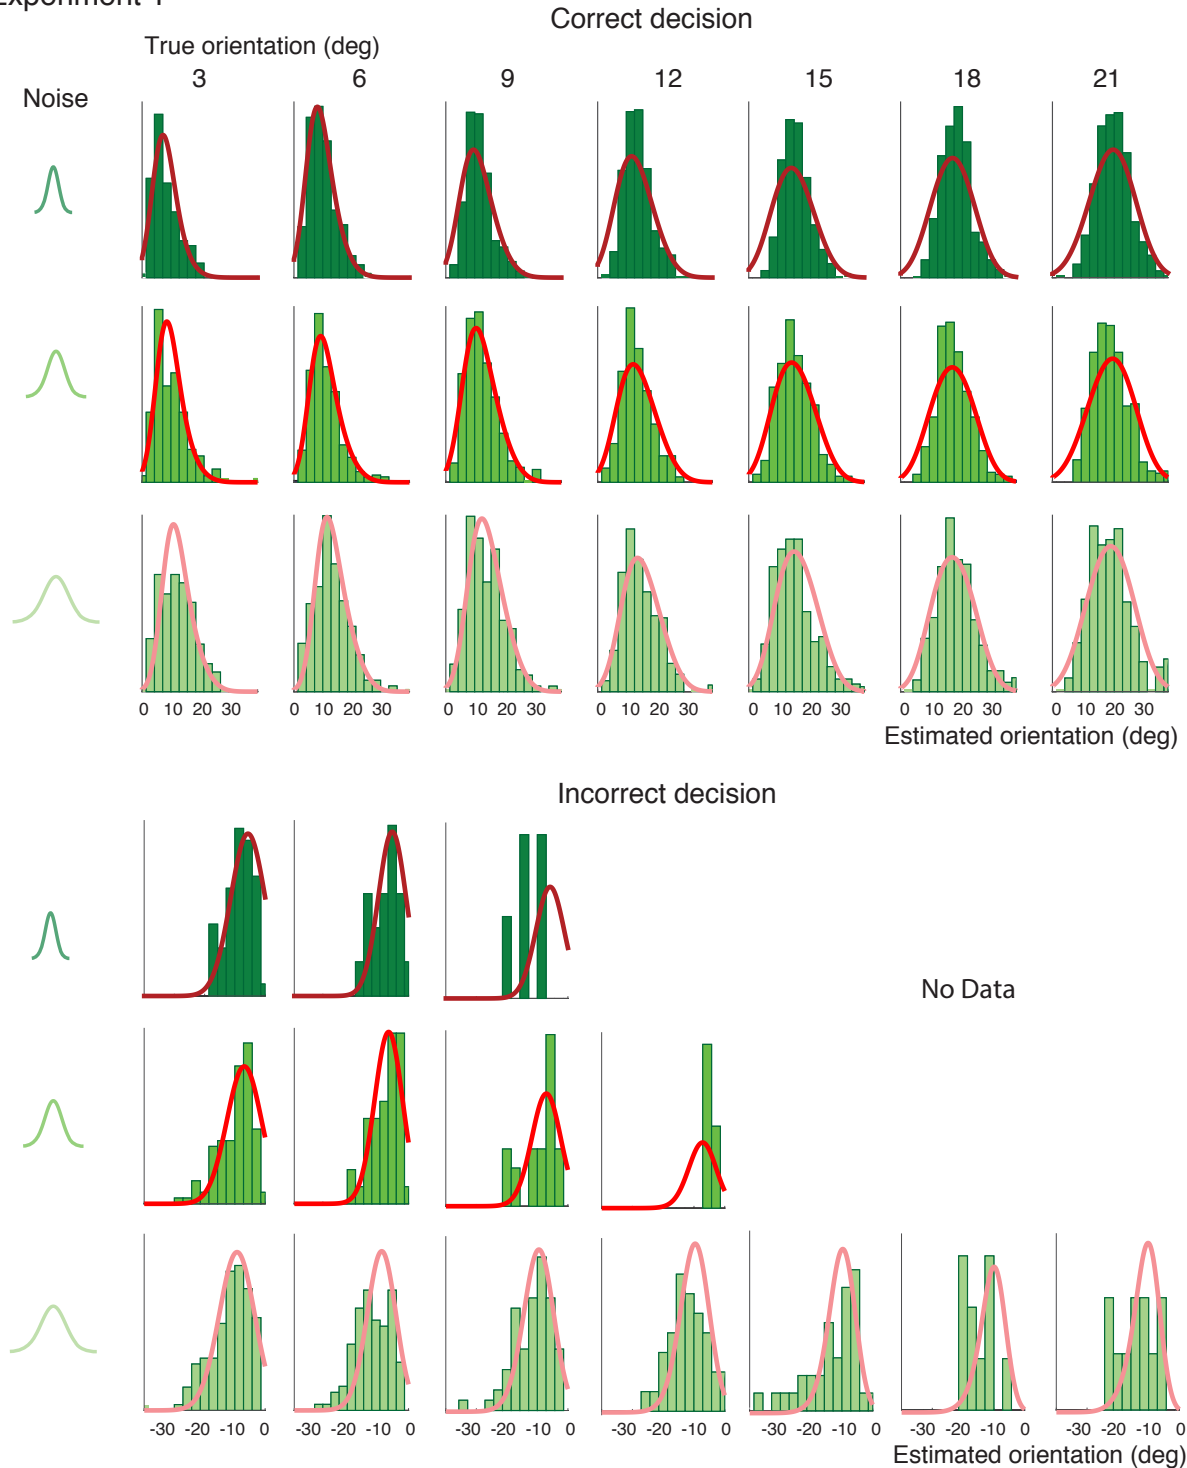 Correct decision
True orientation (deg)
3 6 9 12 15 18 21
Noise
0 10 20 30 0 10 20 30 0 10 20 30 0 10 20 30 0 10 20 30 0 10 20 30 0 10 20 30
Estimated orientation (deg)
Incorrect decision
No Data
-30 -20 -10 0 -30 -20 -10 0 -30 -20 -10 0 -30 -20 -10 0 -30 -20 -10 0 -30 -20 -10 0 -30 -20 -10 0
Estimated orientation (deg)